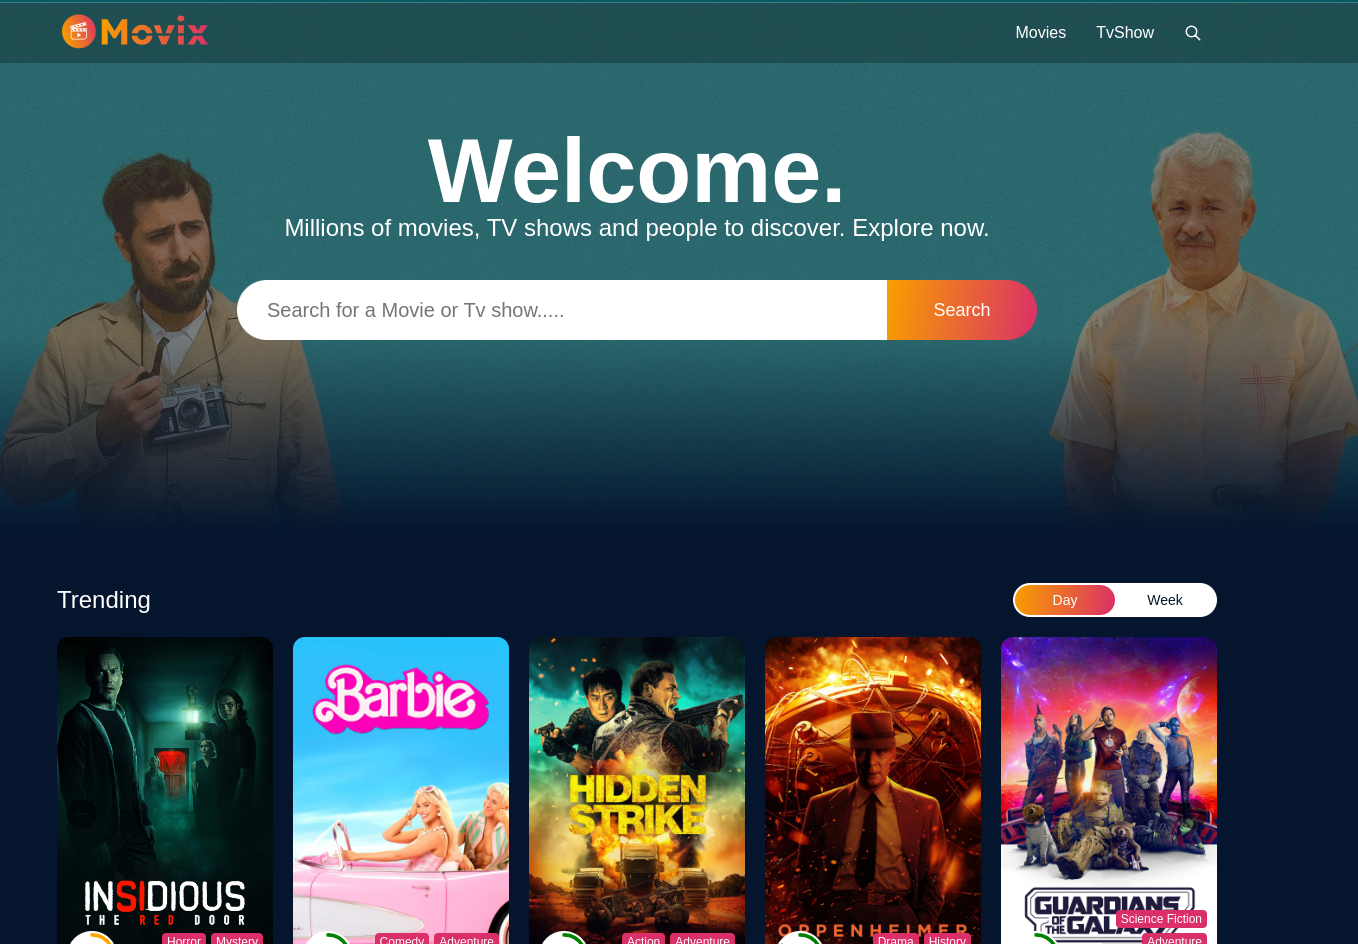 Movix
Movies TvShow
Welcome.
Millions of movies, TV shows and people to discover. Explore now.
Search for a Movie or Tv show.....
Search
Trending
Day Week
INSIDIOUS
THE RED DOOR
Horror Mystery
Barbie
Comedy Adventure
HIDDEN
STRIKE
Action Adventure
OPPENHEIMER
Drama History
GUARDIANS
OF THE
GALAXY
Science Fiction
Adventure